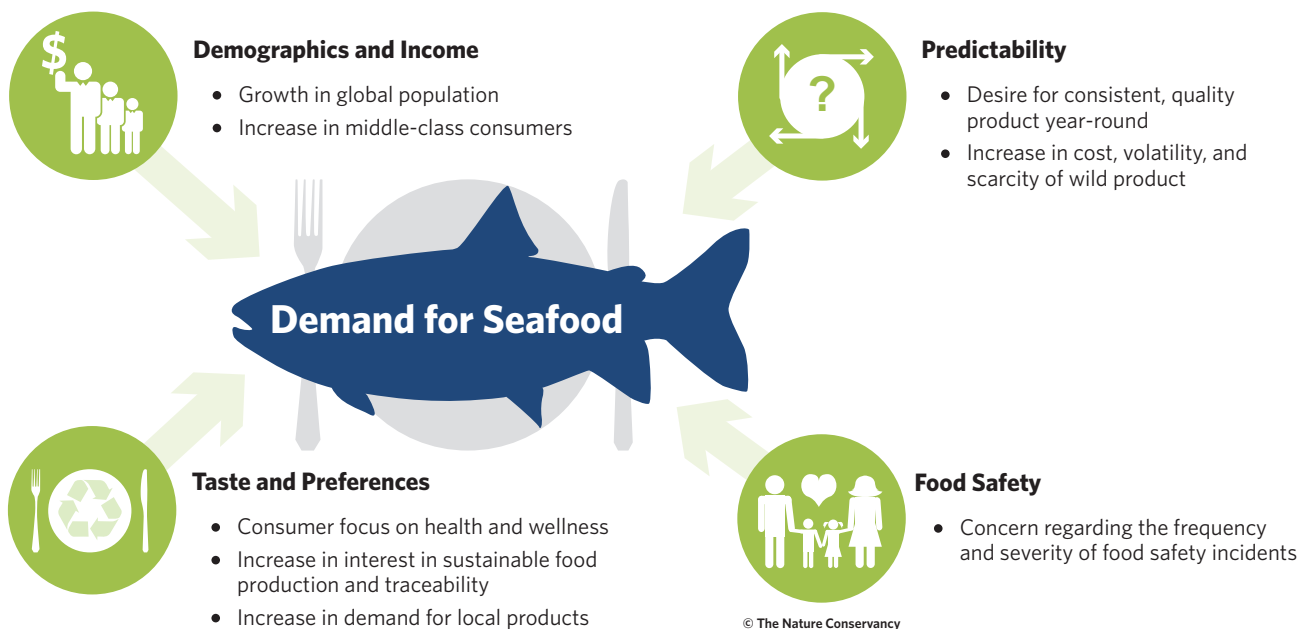 $
Demographics and Income
• Growth in global population
• Increase in middle-class consumers
?
Predictability
• Desire for consistent, quality
product year-round
• Increase in cost, volatility, and
scarcity of wild product
Demand for Seafood
Taste and Preferences
• Consumer focus on health and wellness
• Increase in interest in sustainable food
production and traceability
• Increase in demand for local products
Food Safety
• Concern regarding the frequency
and severity of food safety incidents
© The Nature Conservancy